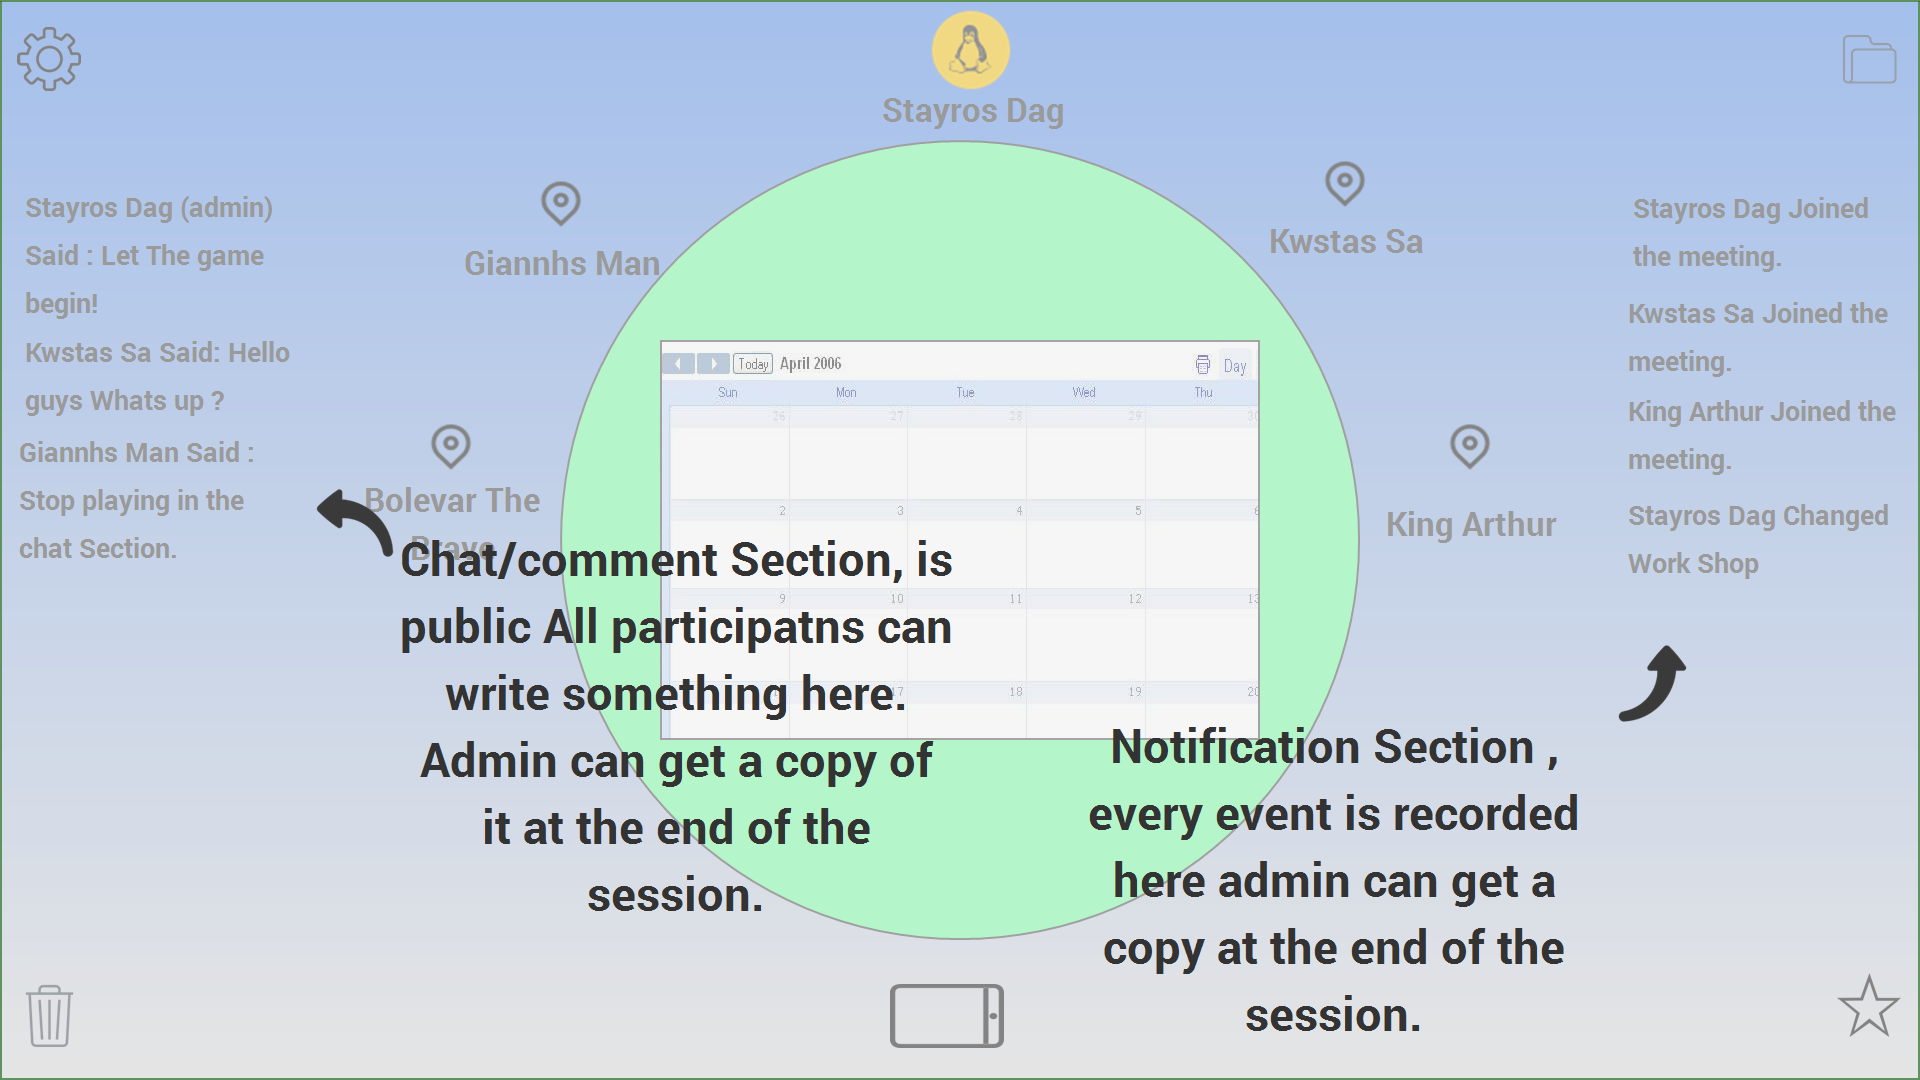 Stayros Dag
Stayros Dag (admin)
Said : Let The game
begin!
Kwstas Sa Said: Hello
guys Whats up ?
Giannhs Man Said :
Stop playing in the
chat Section.
Giannhs Man
Bolevar The
Brave
Kwstas Sa
King Arthur
Stayros Dag Joined
the meeting.
Kwstas Sa Joined the
meeting.
King Arthur Joined the
meeting.
Stayros Dag Changed
Work Shop
Today April 2006 Day
Sun Mon Tue Wed Thu
26 27 28 29 30
2 3 4 5 6
9 10 11 12 13
17 18 19 20
Chat/comment Section, is
public All participatns can
write something here.
Admin can get a copy of
it at the end of the
session.
Notification Section ,
every event is recorded
here admin can get a
copy at the end of the
session.